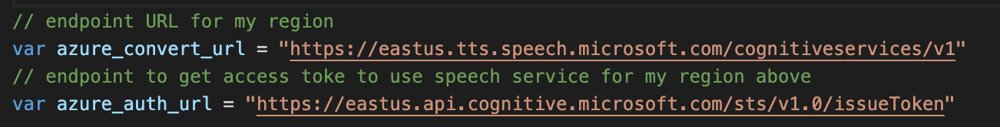 // endpoint URL for my region
var azure_convert_url = "https://eastus.tts.speech.microsoft.com/cognitiveservices/v1"
// endpoint to get access toke to use speech service for my region above
var azure_auth_url = "https://eastus.api.cognitive.microsoft.com/sts/v1.0/issueToken"